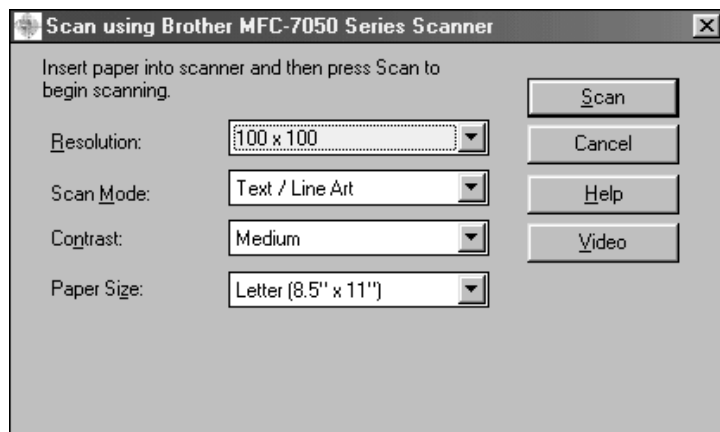 Scan using Brother MFC-7050 Series Scanner
Insert paper into scanner and then press Scan to
begin scanning.
Scan
Resolution: 100 x 100
Cancel
Scan Mode: Text / Line Art
Help
Contrast: Medium
Video
Paper Size: Letter (8.5" x 11")